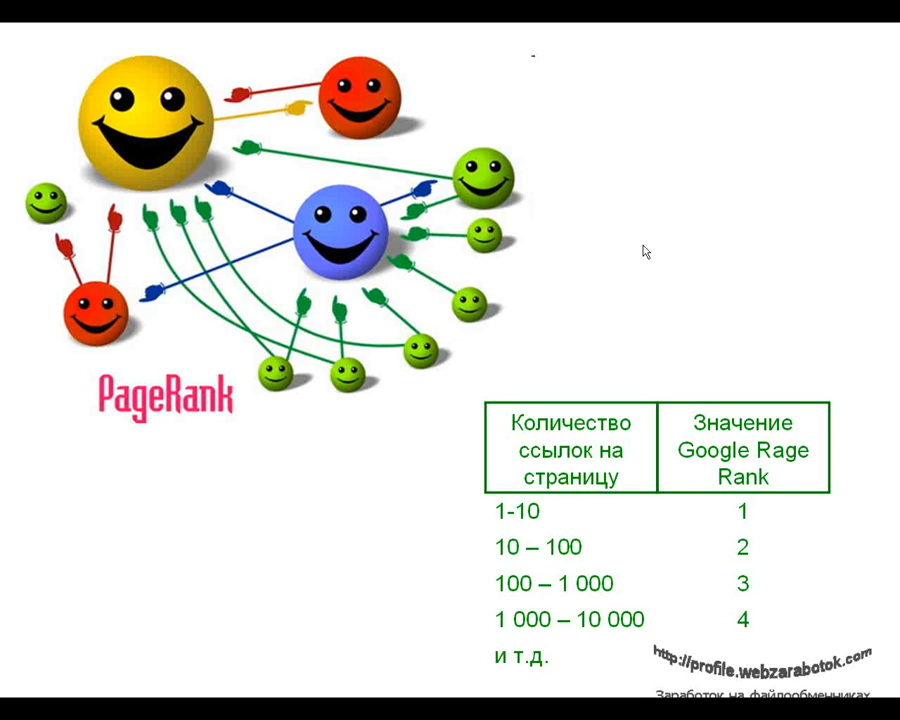 PageRank
Количество
ссылок на
страницу
Значение
Google Rage
Rank
1-10
1
10 – 100
2
100 – 1 000
3
1 000 – 10 000
4
и т.д.
http://profile.webzarabotok.com
Заработок на файлообменниках